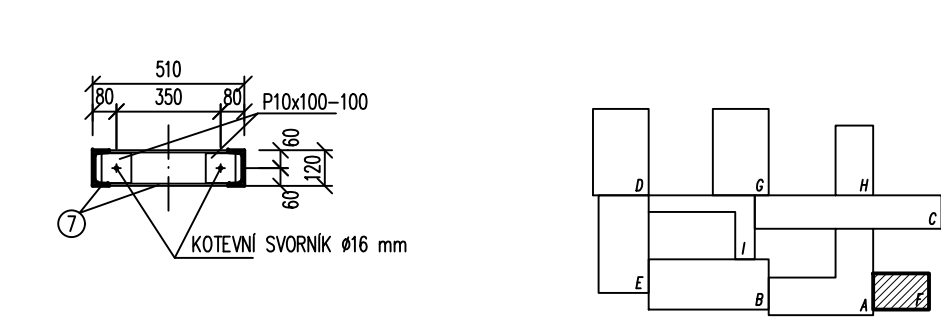 510
80 350 80
P10x100-100
60
120
60
7
KOTEVNÍ SVORNÍK Ø16 mm
D G H
C
I
E B A F